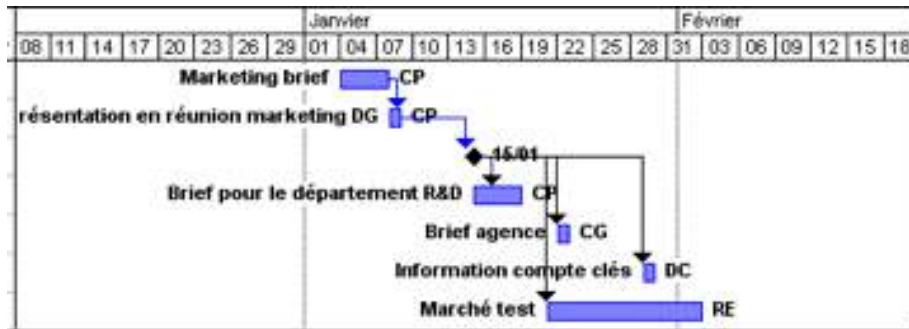 Janvier Février
08 11 14 17 20 23 26 29 01 04 07 10 13 16 19 22 25 28 31 03 06 09 12 15 18
Marketing brief CP
résentation en réunion marketing DG CP
15/01
Brief pour le département R&D CP
Brief agence CG
Information compte clés DC
Marché test RE